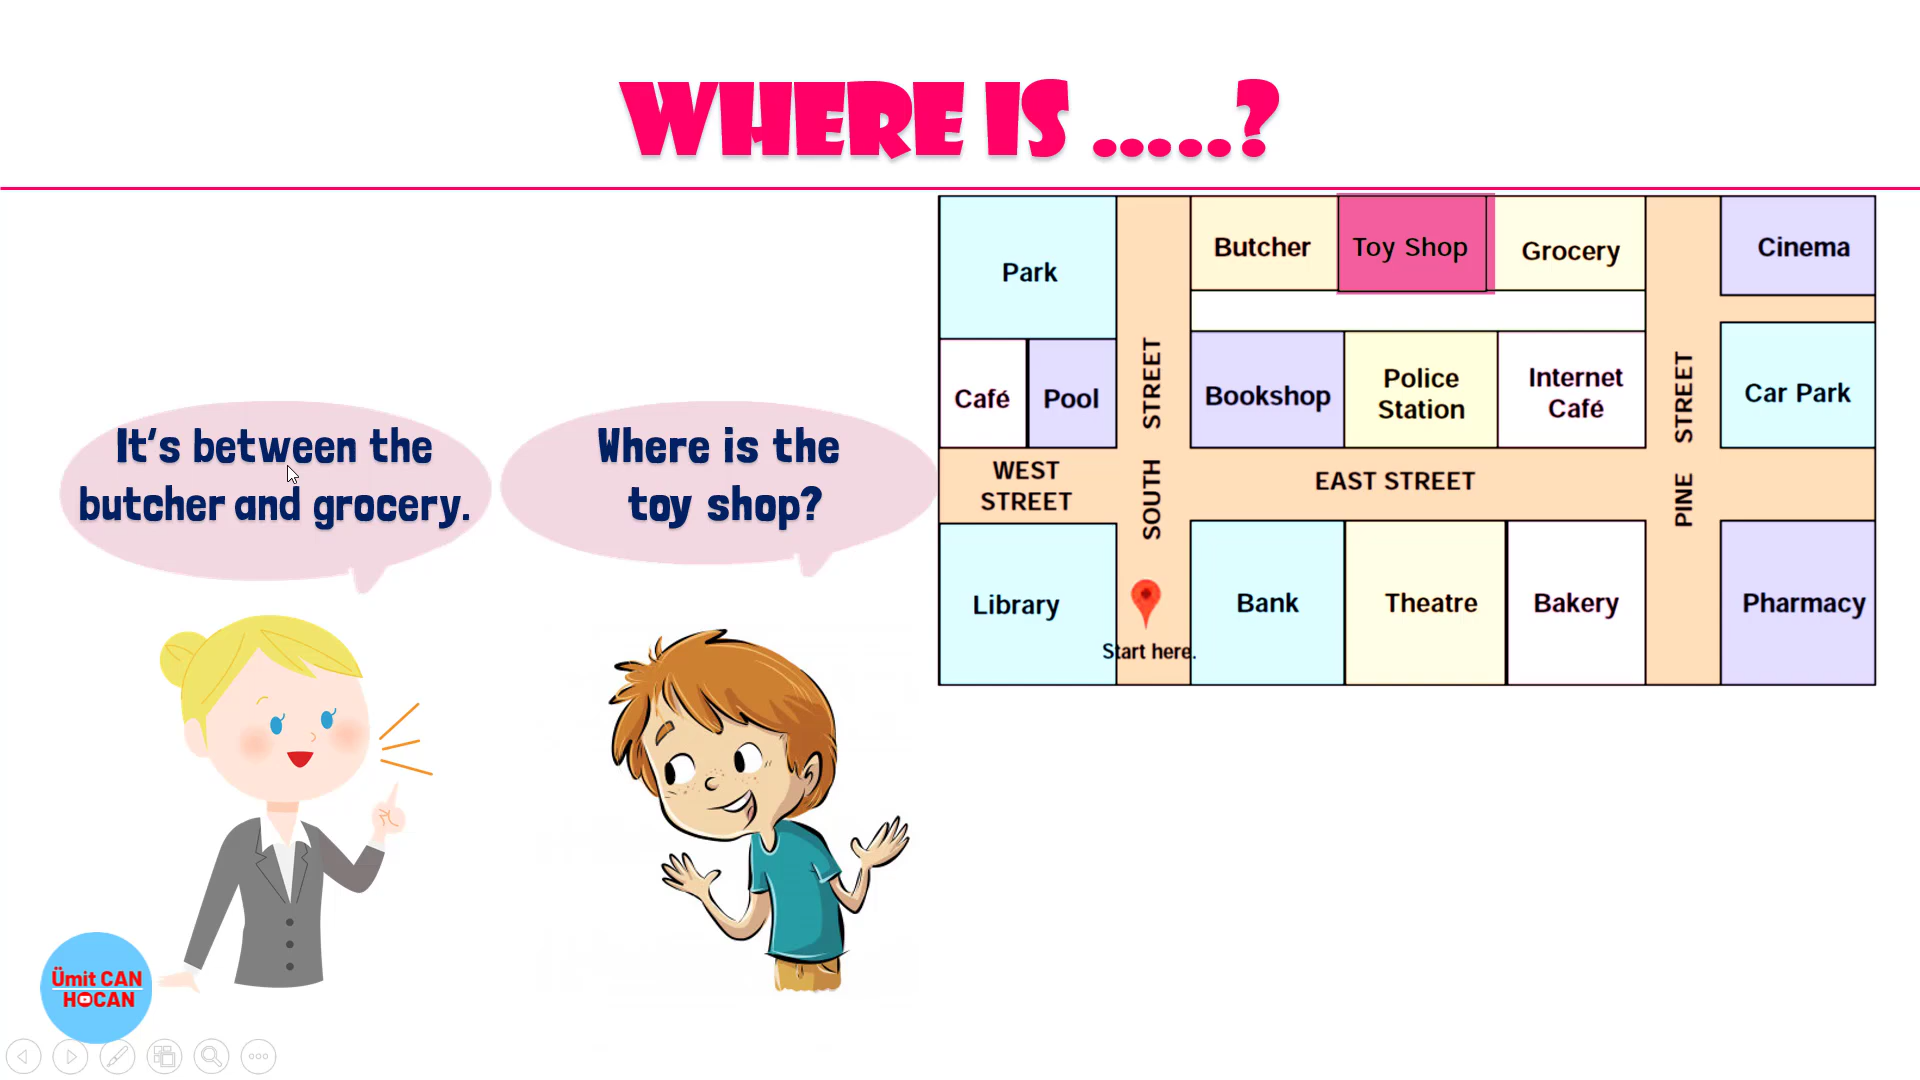 WHERE IS .....?
It's between the
butcher and grocery.
Where is the
toy shop?
Park
Butcher
Toy Shop
Grocery
Cinema
Café
Pool
SOUTH STREET
Bookshop
Police
Station
Internet
Café
PINE STREET
Car Park
WEST
STREET
EAST STREET
Library
Start here.
Bank
Theatre
Bakery
Pharmacy
Ümit CAN
HOCAN